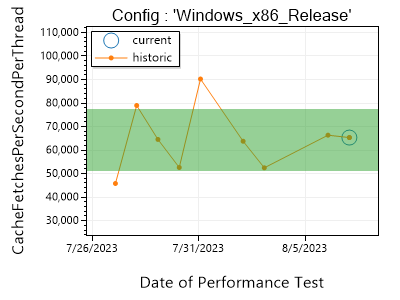 Config : 'Windows_x86_Release'
CacheFetchesPerSecondPerThread
110,000
100,000
90,000
80,000
70,000
60,000
50,000
40,000
30,000
current
historic
7/26/2023
7/31/2023
8/5/2023
Date of Performance Test